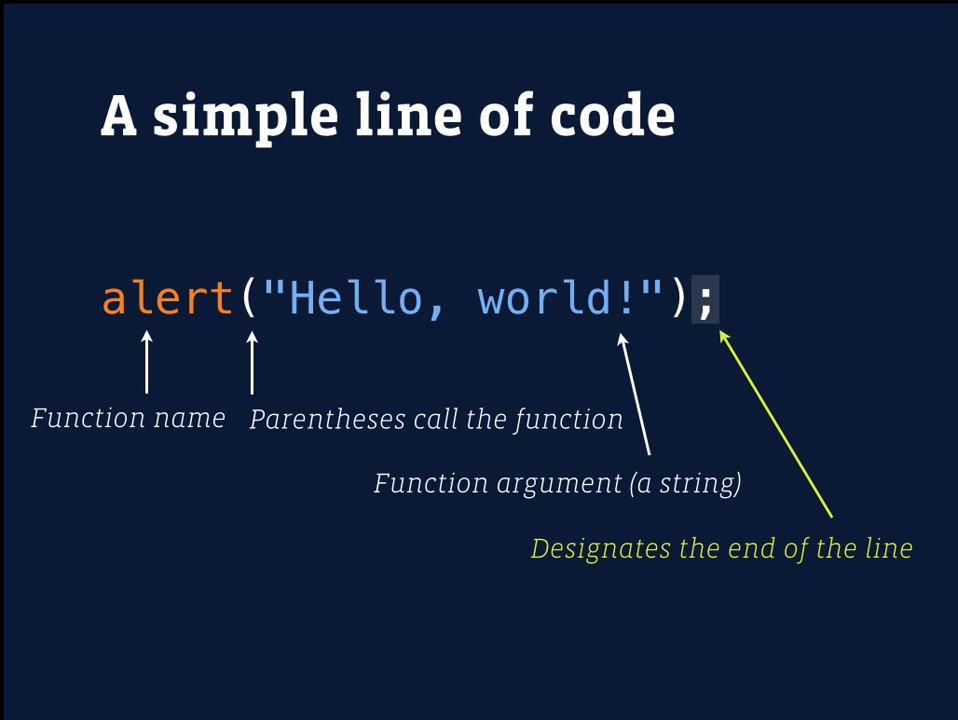 A simple line of code
alert("Hello, world!");
Function name
Parentheses call the function
Function argument (a string)
Designates the end of the line